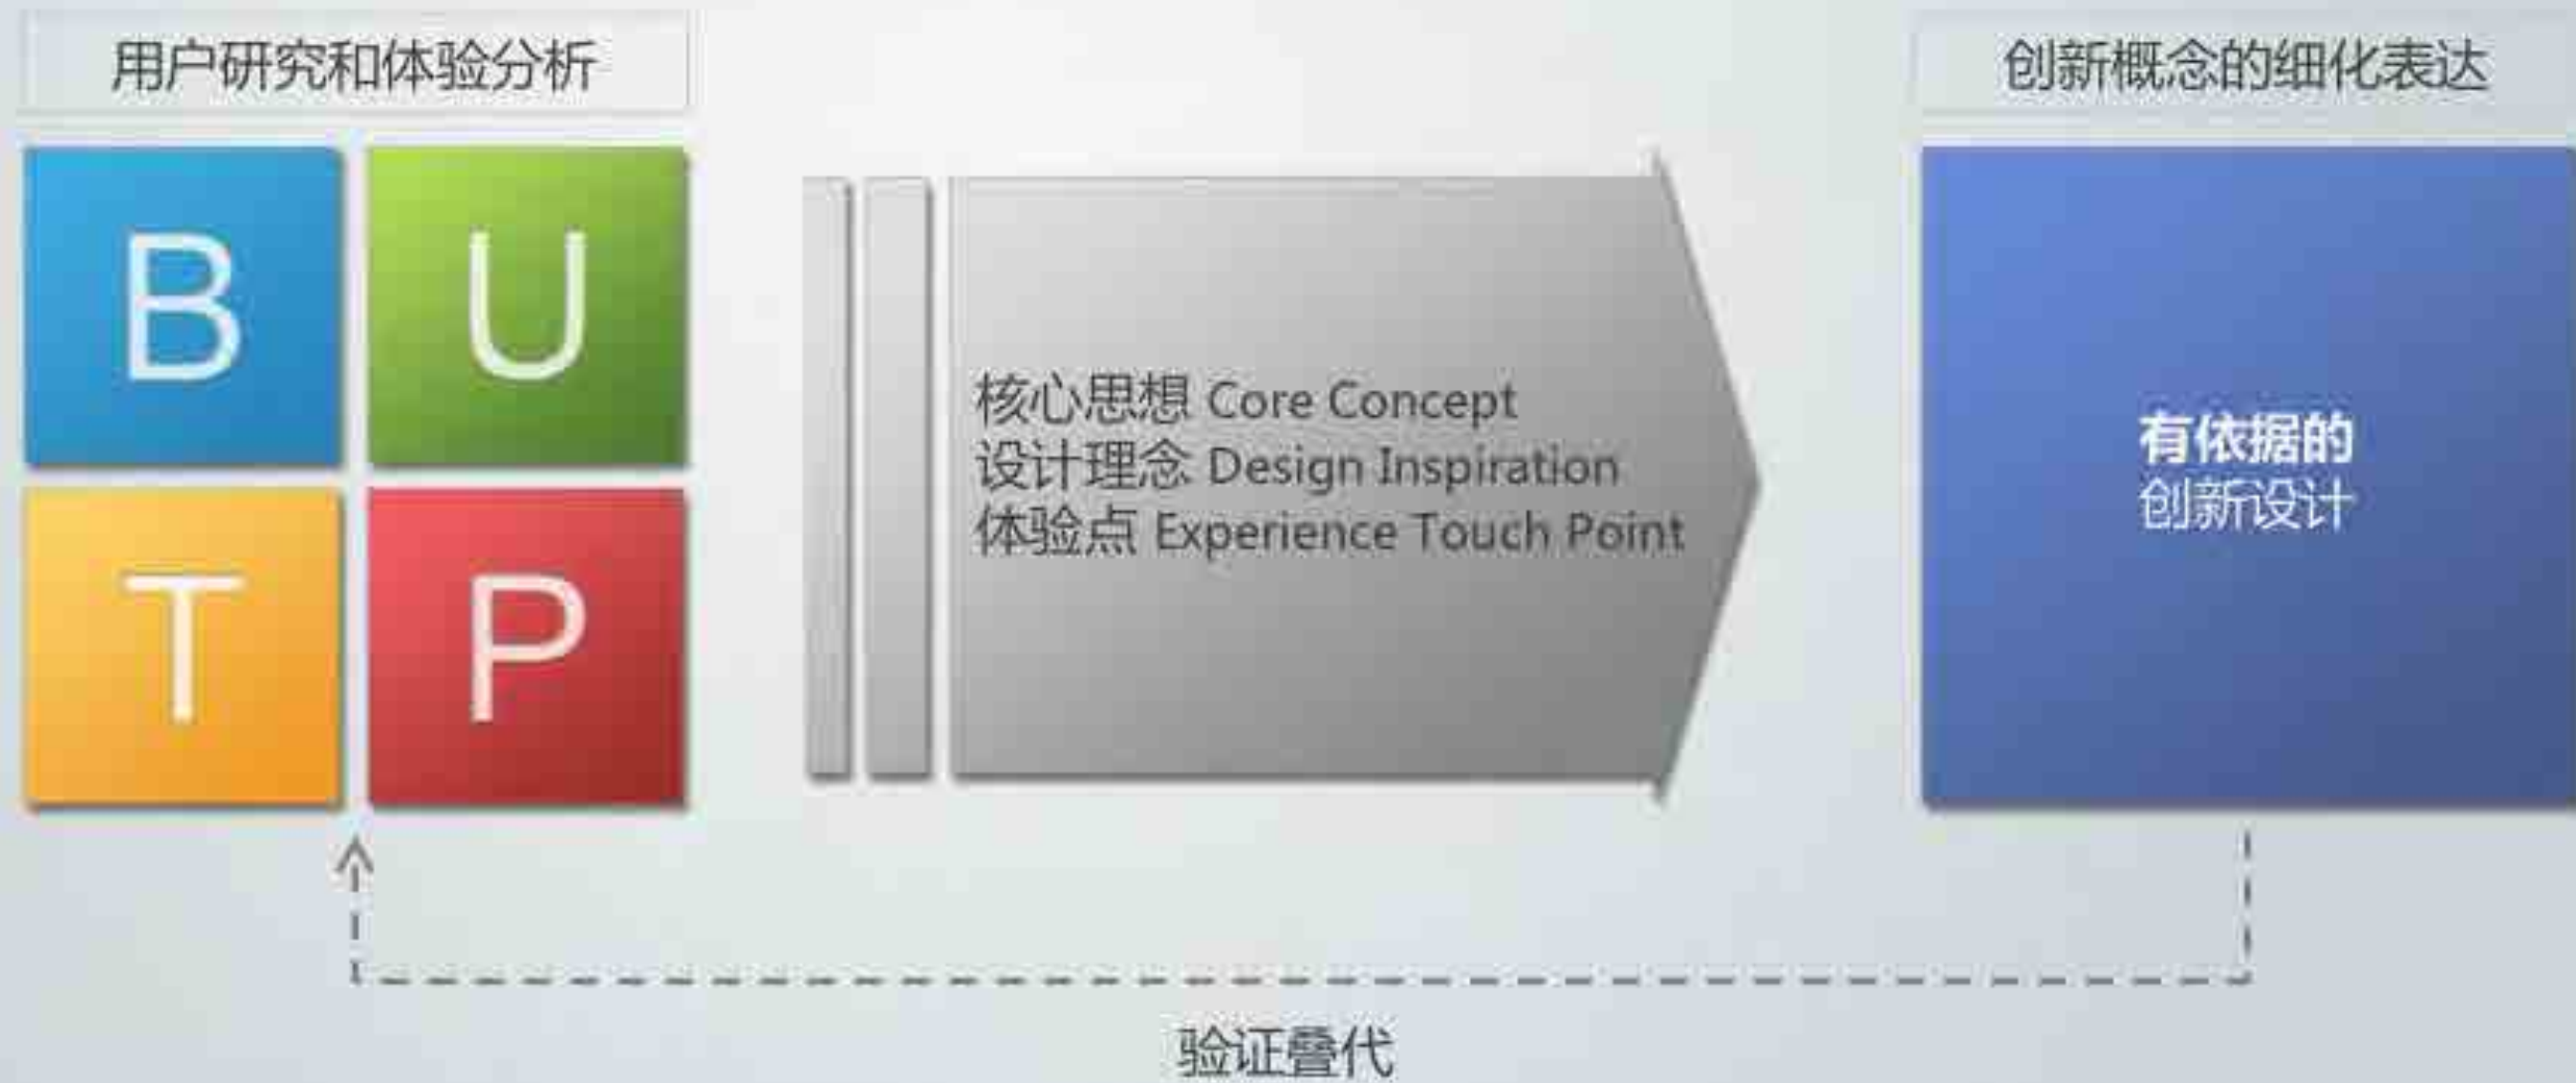 用户研究和体验分析
创新概念的细化表达
B
U
T
P
核心思想 Core Concept
设计理念 Design Inspiration
体验点 Experience Touch Point
有依据的
创新设计
验证叠代